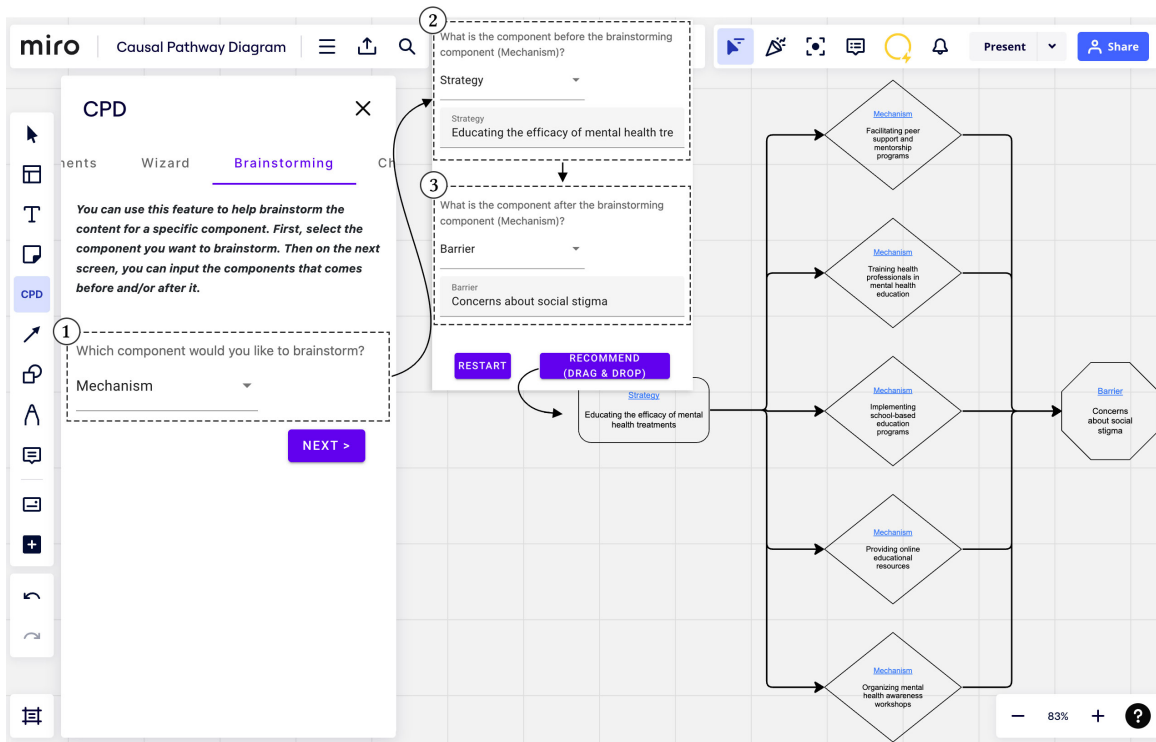 miro
Causal Pathway Diagram
Present
Share
CPD
nents
Wizard
Brainstorming
Ch
You can use this feature to help brainstorm the
content for a specific component. First, select the
component you want to brainstorm. Then on the next
screen, you can input the components that comes
before and/or after it.
CPD
1
Which component would you like to brainstorm?
Mechanism
NEXT >
2
What is the component before the brainstorming
component (Mechanism)?
Strategy
Strategy
Educating the efficacy of mental health tre
3
What is the component after the brainstorming
component (Mechanism)?
Barrier
Barrier
Concerns about social stigma
RESTART
RECOMMEND
(DRAG & DROP)
Strategy
Educating the efficacy of mental
health treatments
Mechanism
Facilitating peer
support and
mentorship
programs
Mechanism
Training health
professionals in
mental health
education
Mechanism
Implementing
school-based
education
programs
Mechanism
Providing online
educational
resources
Mechanism
Organizing mental
health awareness
workshops
Barrier
Concerns
about social
stigma
83%
?